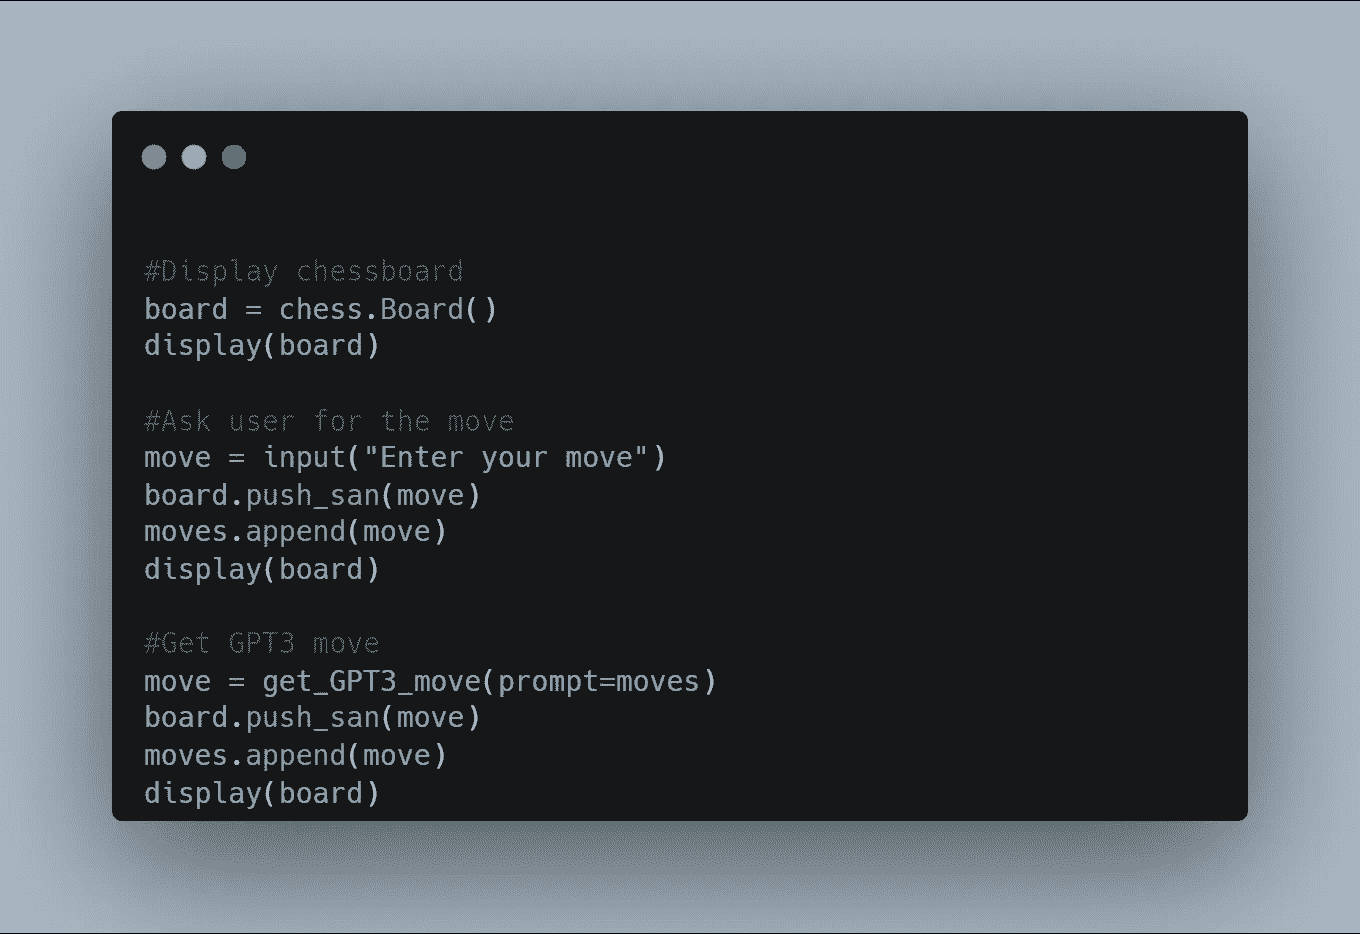 #Display chessboard
board = chess.Board()
display(board)
#Ask user for the move
move = input("Enter your move")
board.push_san(move)
moves.append(move)
display(board)
#Get GPT3 move
move = get_GPT3_move(prompt=moves)
board.push_san(move)
moves.append(move)
display(board)